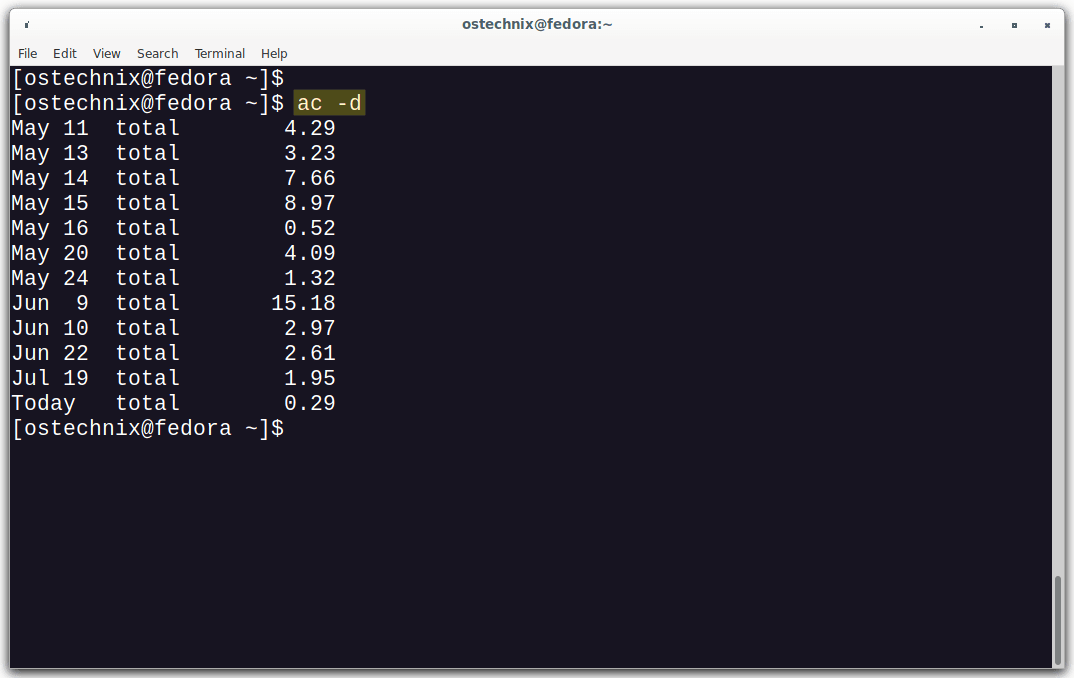 ostechnix@fedora:~
File Edit View Search Terminal Help
[ostechnix@fedora ~]$
[ostechnix@fedora ~]$ ac -d
May 11  total        4.29
May 13  total        3.23
May 14  total        7.66
May 15  total        8.97
May 16  total        0.52
May 20  total        4.09
May 24  total        1.32
Jun  9  total       15.18
Jun 10  total        2.97
Jun 22  total        2.61
Jul 19  total        1.95
Today   total        0.29
[ostechnix@fedora ~]$